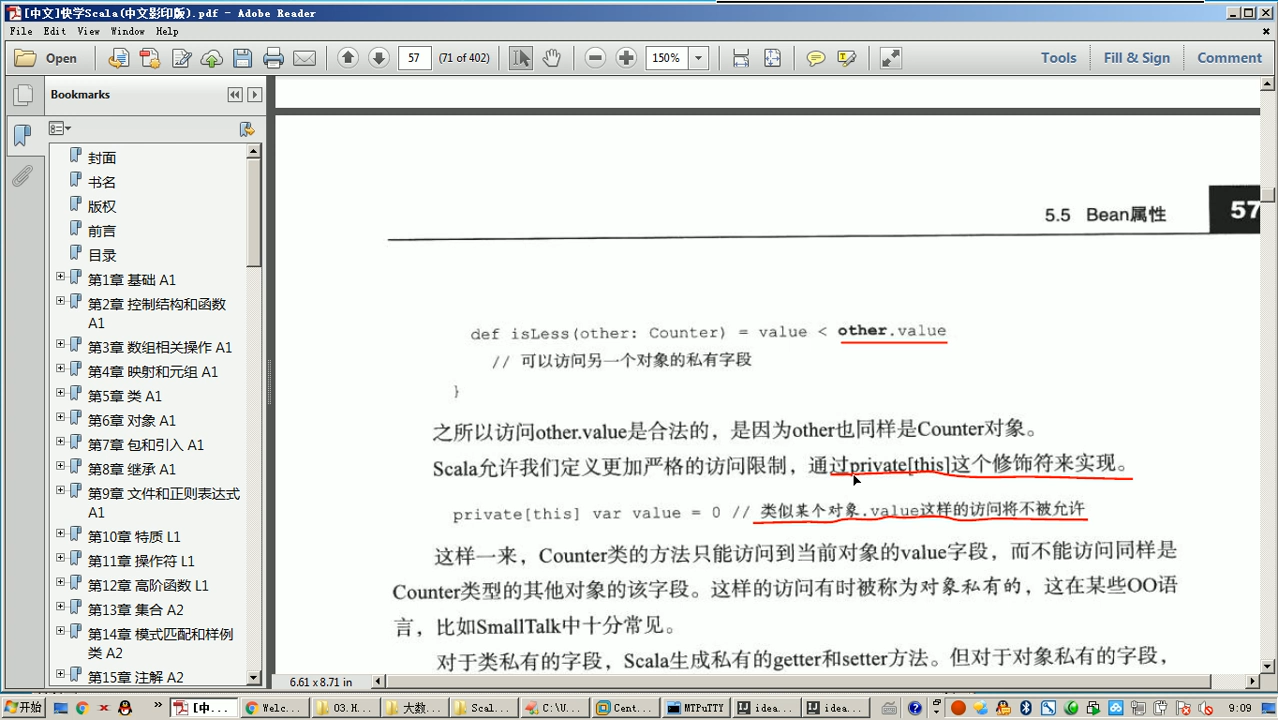 [中文]快学Scala(中文影印版).pdf - Adobe Reader
File Edit View Window Help
Open 57 (71 of 402) 150% Tools Fill & Sign Comment
Bookmarks
封面
书名
版权
前言
目录
第1章 基础 A1
第2章 控制结构和函数
A1
第3章 数组相关操作 A1
第4章 映射和元组 A1
第5章 类 A1
第6章 对象 A1
第7章 包和引入 A1
第8章 继承 A1
第9章 文件和正则表达式
A1
第10章 特质 L1
第11章 操作符 L1
第12章 高阶函数 L1
第13章 集合 A2
第14章 模式匹配和样例
类 A2
第15章 注解 A2
5.5 Bean属性 57
def isLess(other: Counter) = value < other.value
// 可以访问另一个对象的私有字段
}
之所以访问other.value是合法的，是因为other也同样是Counter对象。
Scala允许我们定义更加严格的访问限制，通过private[this]这个修饰符来实现。
private[this] var value = 0 // 类似某个对象.value这样的访问将不被允许
这样一来，Counter类的方法只能访问到当前对象的value字段，而不能访问同样是
Counter类型的其他对象的该字段。这样的访问有时被称为对象私有的，这在某些OO语
言，比如SmallTalk中十分常见。
对于类私有的字段，Scala生成私有的getter和setter方法。但对于对象私有的字段，
6.61 x 8.71 in
开始 [中... Welc... 03.H... 大数... Scal... C:\U... Cent... MTPuTTY idea... idea... 9:09